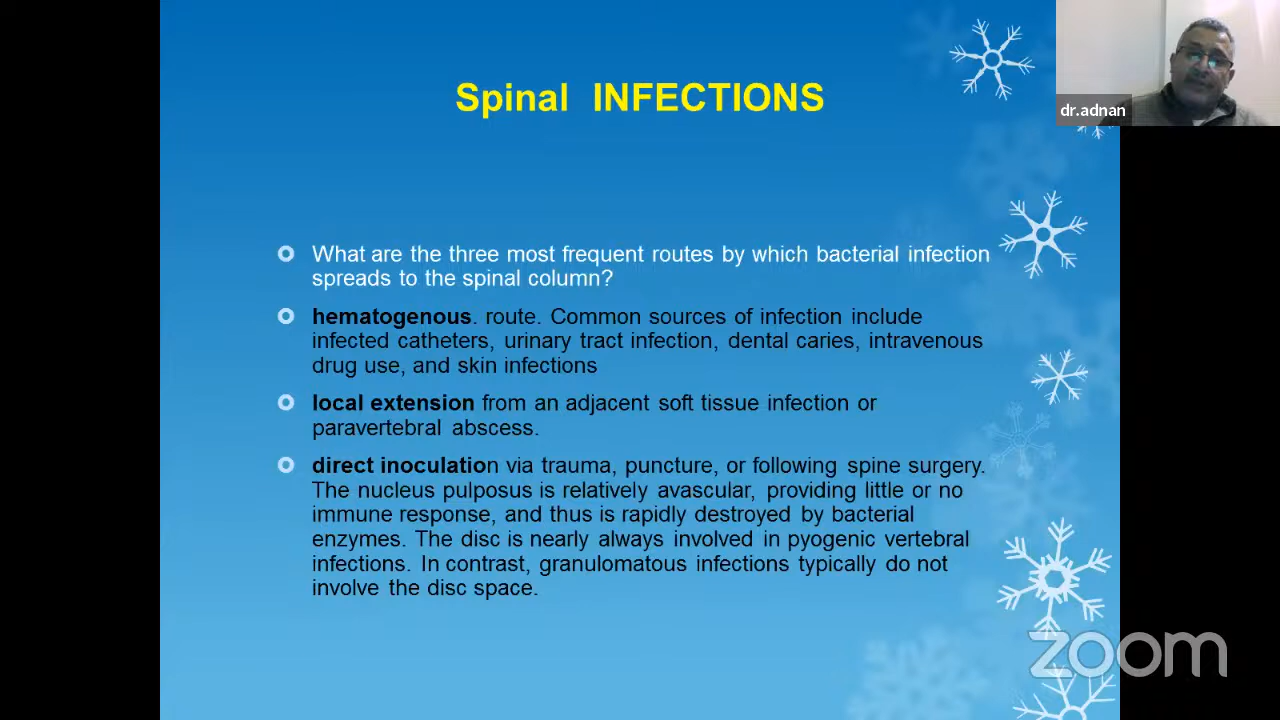 Spinal INFECTIONS
dr.adnan
What are the three most frequent routes by which bacterial infection
spreads to the spinal column?
hematogenous. route. Common sources of infection include
infected catheters, urinary tract infection, dental caries, intravenous
drug use, and skin infections
local extension from an adjacent soft tissue infection or
paravertebral abscess.
direct inoculation via trauma, puncture, or following spine surgery.
The nucleus pulposus is relatively avascular, providing little or no
immune response, and thus is rapidly destroyed by bacterial
enzymes. The disc is nearly always involved in pyogenic vertebral
infections. In contrast, granulomatous infections typically do not
involve the disc space.
zoom